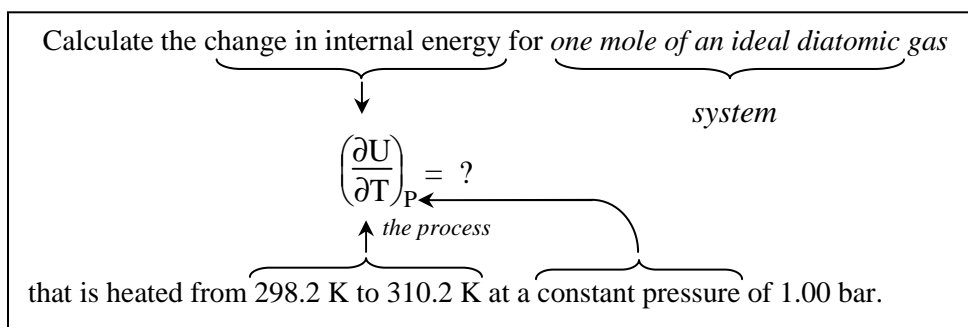 Calculate the change in internal energy for one mole of an ideal diatomic gas
system
(∂U/∂T)_P = ?
the process
that is heated from 298.2 K to 310.2 K at a constant pressure of 1.00 bar.